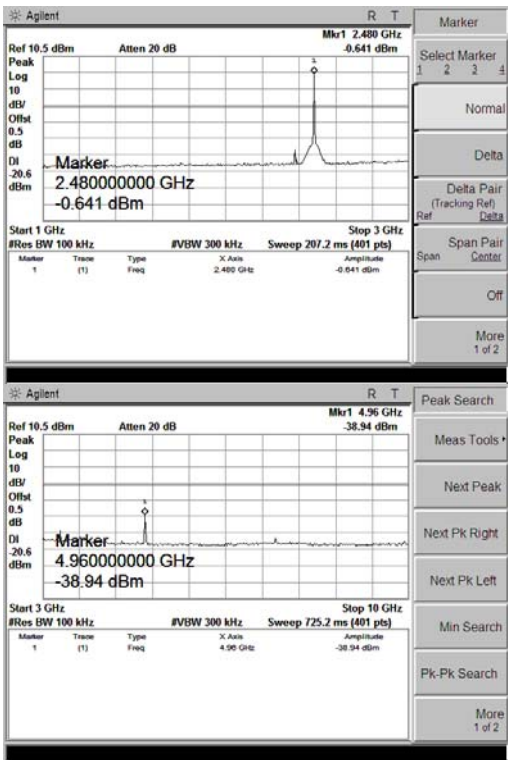 Agilent R T
Mkr1 2.480 GHz
Ref 10.5 dBm Atten 20 dB -0.641 dBm
Peak
Log
10
dB/
Offst
0.5
dB
DI
-20.6
dBm
1
Marker
2.480000000 GHz
-0.641 dBm
Start 1 GHz Stop 3 GHz
#Res BW 100 kHz #VBW 300 kHz Sweep 207.2 ms (401 pts)
Marker Trace Type X Axis Amplitude
1 (1) Freq 2.480 GHz -0.641 dBm
Marker
Select Marker
1 2 3 4
Normal
Delta
Delta Pair
(Tracking Ref)
Ref Delta
Span Pair
Span Center
Off
More
1 of 2
Agilent R T
Mkr1 4.96 GHz
Ref 10.5 dBm Atten 20 dB -38.94 dBm
Peak
Log
10
dB/
Offst
0.5
dB
DI
-20.6
dBm
1
Marker
4.960000000 GHz
-38.94 dBm
Start 3 GHz Stop 10 GHz
#Res BW 100 kHz #VBW 300 kHz Sweep 725.2 ms (401 pts)
Marker Trace Type X Axis Amplitude
1 (1) Freq 4.96 GHz -38.94 dBm
Peak Search
Meas Tools
Next Peak
Next Pk Right
Next Pk Left
Min Search
Pk-Pk Search
More
1 of 2